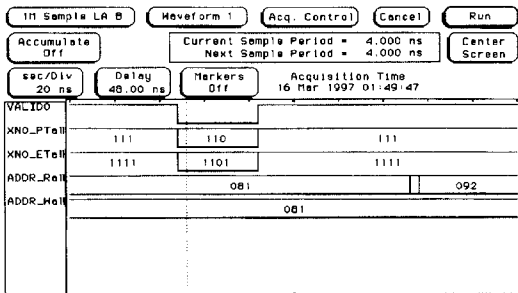 1M Sample LA B Waveform 1 Acq. Control Cancel Run
Accumulate Off Current Sample Period = 4.000 ns Center Screen
Next Sample Period = 4.000 ns
sec/Div 20 ns Delay 48.00 ns Markers Off Acquisition Time 16 Mar 1997 01:49:47
VALIDO
XNO_PTall 111 110 111
XNO_ETall 1111 1101 1111
ADDR_Rall 081 092
ADDR_Wall 081